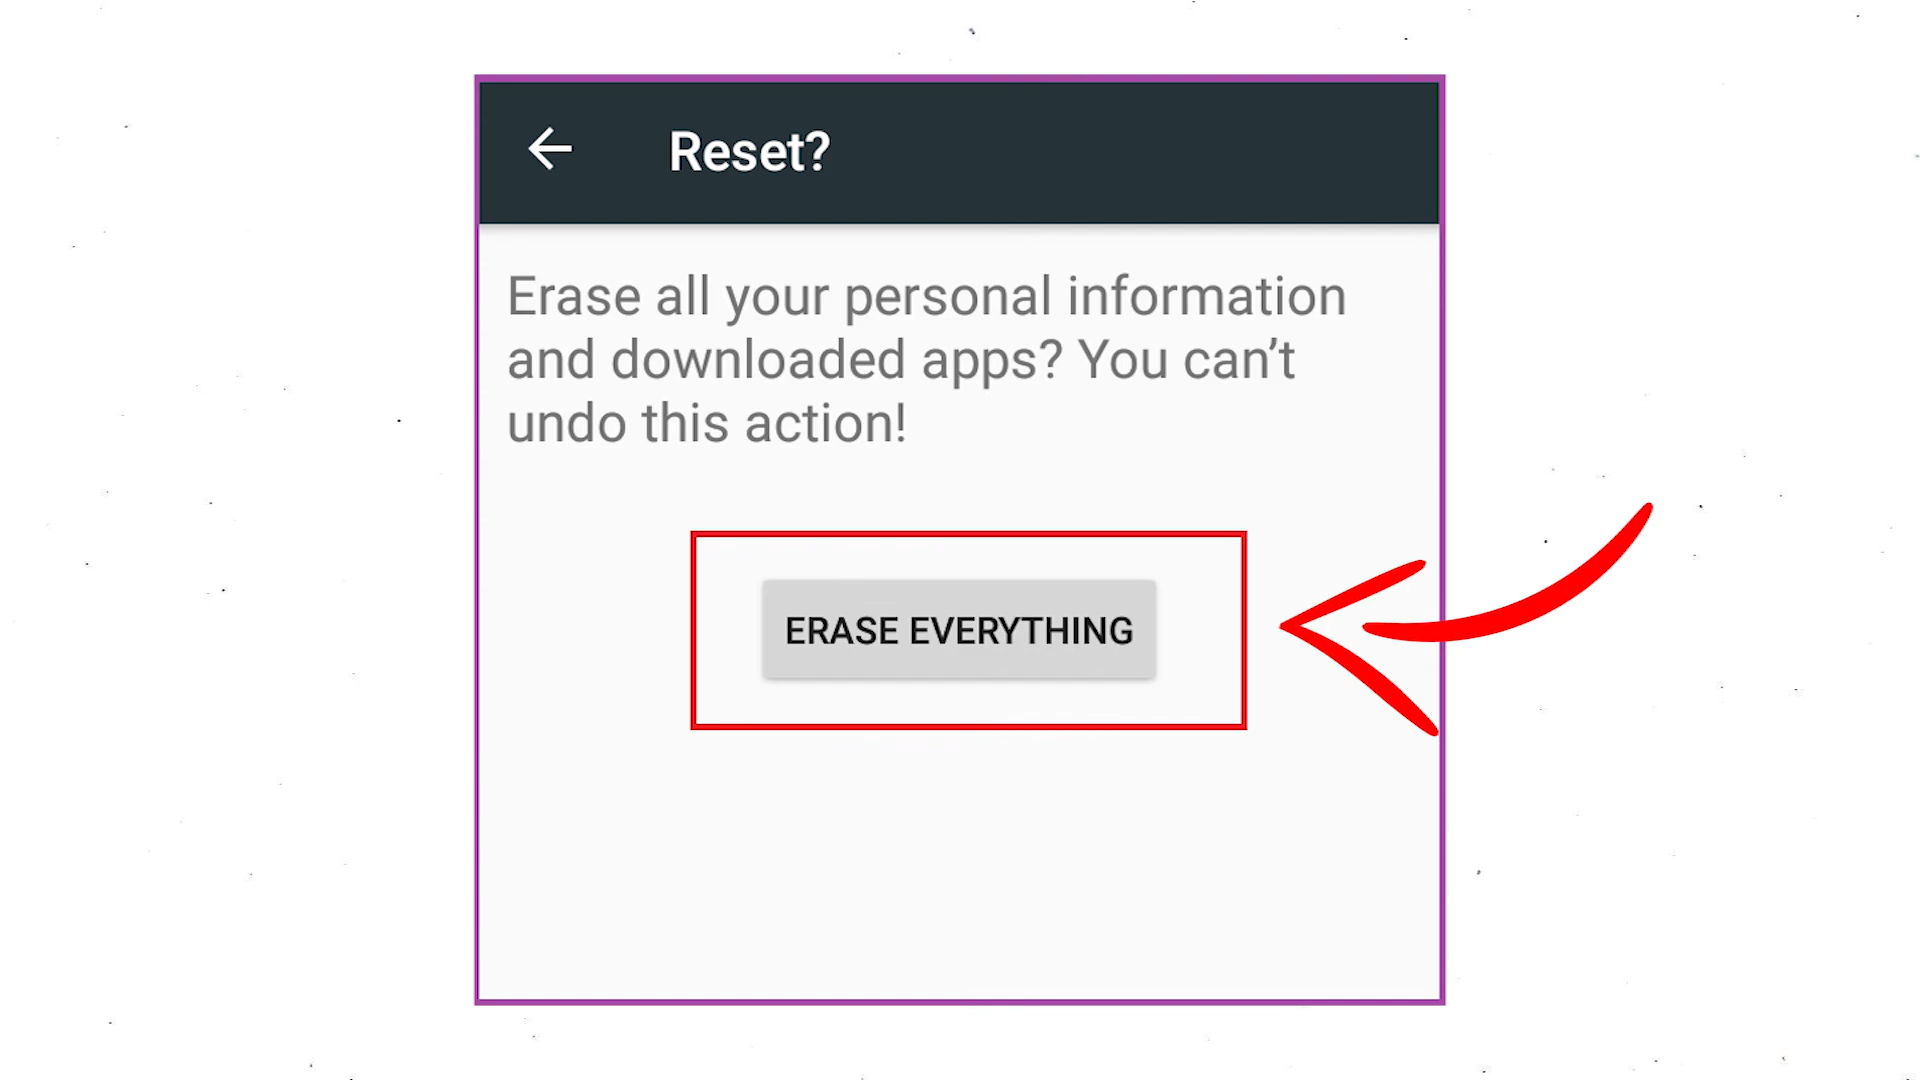 Reset?
Erase all your personal information
and downloaded apps? You can’t
undo this action!
ERASE EVERYTHING